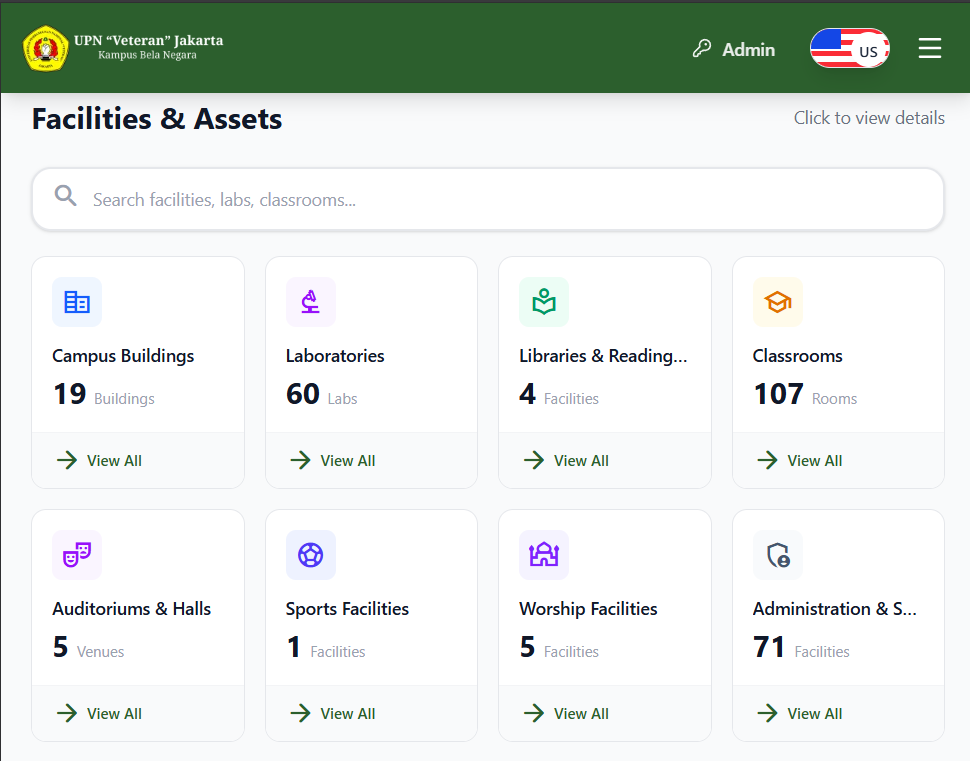 UPN “Veteran” Jakarta
Kampus Bela Negara
Admin
US
Facilities & Assets
Click to view details
Search facilities, labs, classrooms...
Campus Buildings
19 Buildings
View All
Laboratories
60 Labs
View All
Libraries & Reading...
4 Facilities
View All
Classrooms
107 Rooms
View All
Auditoriums & Halls
5 Venues
View All
Sports Facilities
1 Facilities
View All
Worship Facilities
5 Facilities
View All
Administration & S...
71 Facilities
View All